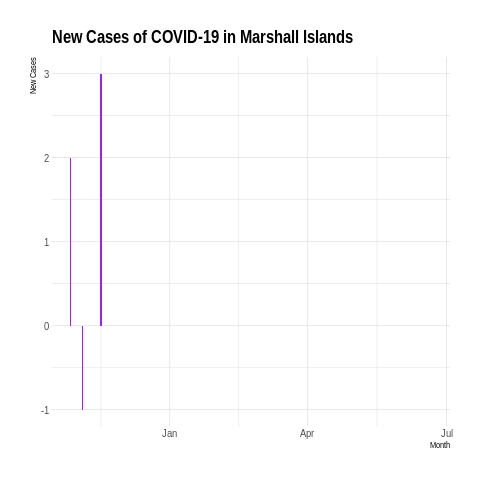 New Cases of COVID-19 in Marshall Islands
New Cases
3
2
1
0
-1
Jan
Apr
Jul
Month